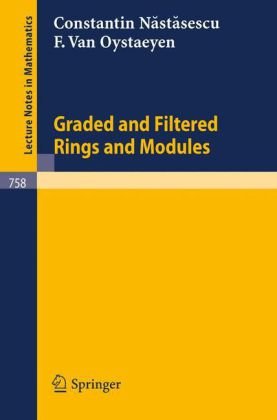 Constantin Năstăsescu
F. Van Oystaeyen
Lecture Notes in Mathematics
758
Graded and Filtered
Rings and Modules
Springer